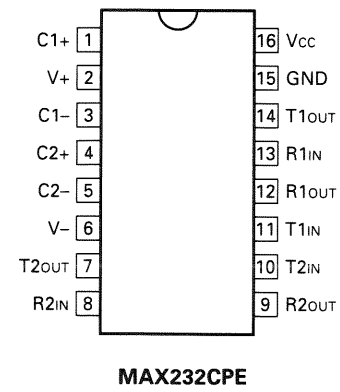 C1+ 1 16 VCC
V+ 2 15 GND
C1− 3 14 T1OUT
C2+ 4 13 R1IN
C2− 5 12 R1OUT
V− 6 11 T1IN
T2OUT 7 10 T2IN
R2IN 8 9 R2OUT
MAX232CPE